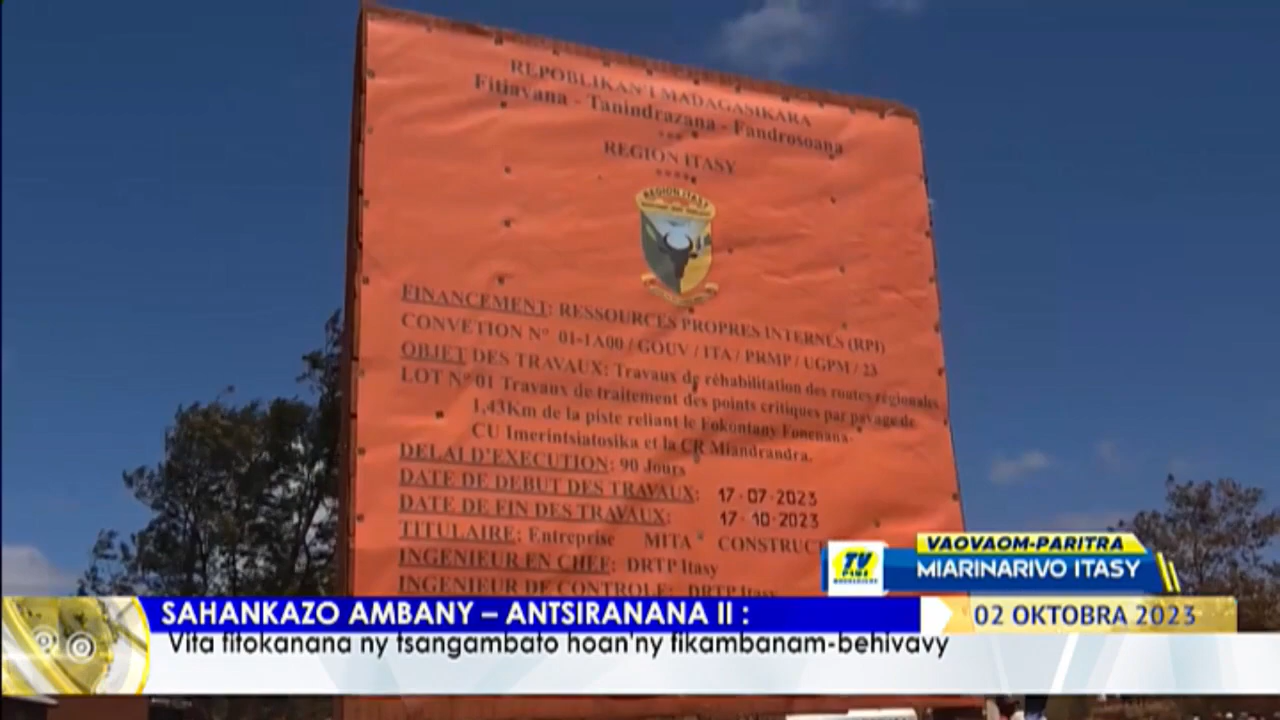 REPOBLIKAN'I MADAGASIKARA
Fitiavana - Tanindrazana - Fandrosoana
REGION ITASY
REGION ITASY
FINANCEMENT: RESSOURCES PROPRES INTERNES (RPI)
CONVETION N° 01-1A00 / GOUV / ITA / PRMP / UGPM / 23
OBJET DES TRAVAUX: Travaux de réhabilitation des routes régionales
LOT N° 01 Travaux de traitement des points critiques par pavage de
1,43Km de la piste reliant le Fokontany Fonenana-
CU Imerintsiatosika et la CR Miandrandra.
DELAI D'EXECUTION: 90 Jours
DATE DE DEBUT DES TRAVAUX: 17-07-2023
DATE DE FIN DES TRAVAUX: 17-10-2023
TITULAIRE: Entreprise MITA CONSTRUCT
INGENIEUR EN CHEF: DRTP Itasy
INGENIEUR DE CONTROLE: DRTP Itasy
TV
VAOVAOM-PARITRA
MIARINARIVO ITASY
SAHANKAZO AMBANY – ANTSIRANANA II :
02 OKTOBRA 2023
Vita fitokanana ny tsangambato hoan'ny fikambanam-behivavy